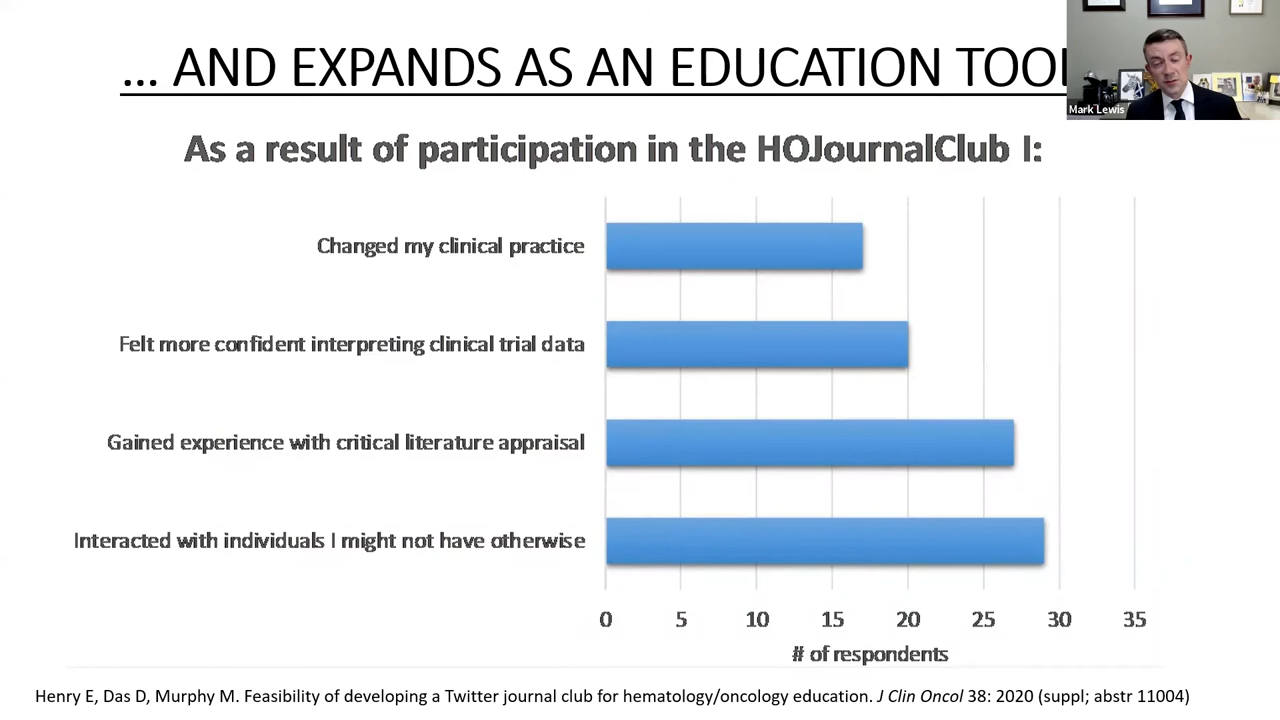 ... AND EXPANDS AS AN EDUCATION TOOL
Mark Lewis
As a result of participation in the HOJournalClub I:
Changed my clinical practice
Felt more confident interpreting clinical trial data
Gained experience with critical literature appraisal
Interacted with individuals I might not have otherwise
0 5 10 15 20 25 30 35
# of respondents
Henry E, Das D, Murphy M. Feasibility of developing a Twitter journal club for hematology/oncology education. J Clin Oncol 38: 2020 (suppl; abstr 11004)